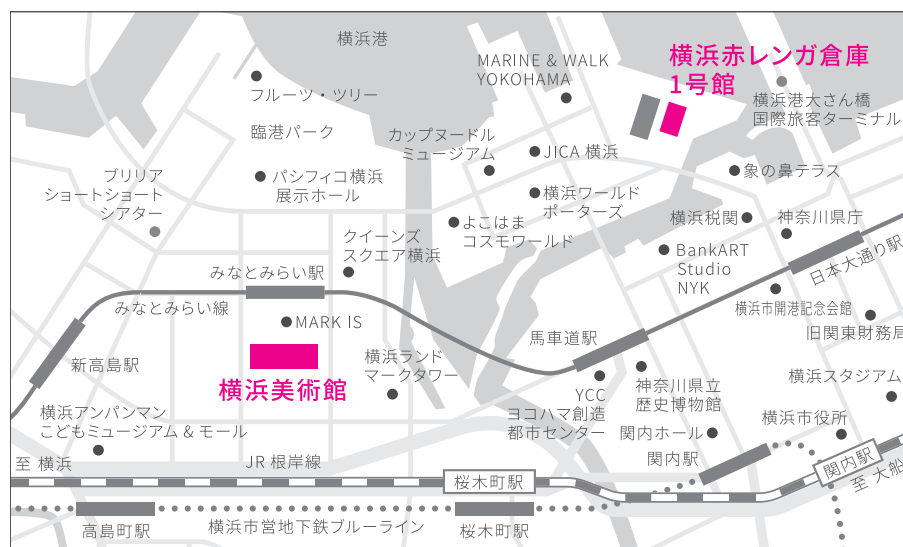 横浜港
MARINE & WALK
YOKOHAMA
横浜赤レンガ倉庫
1号館
フルーツ・ツリー
横浜港大さん橋
国際旅客ターミナル
臨港パーク
カップヌードル
ミュージアム
JICA 横浜
象の鼻テラス
ブリリア
ショートショート
シアター
パシフィコ横浜
展示ホール
横浜ワールド
ポーターズ
横浜税関
神奈川県庁
よこはま
コスモワールド
クイーンズ
スクエア横浜
BankART
Studio
NYK
日本大通り駅
みなとみらい駅
みなとみらい線
横浜市開港記念会館
MARK IS
馬車道駅
旧関東財務局
新高島駅
横浜美術館
横浜ランド
マークタワー
YCC
ヨコハマ創造
都市センター
神奈川県立
歴史博物館
横浜スタジアム
横浜アンパンマン
こどもミュージアム & モール
関内ホール
横浜市役所
至 横浜
JR 根岸線
桜木町駅
関内駅
関内駅
至 大船
高島町駅
横浜市営地下鉄ブルーライン
桜木町駅